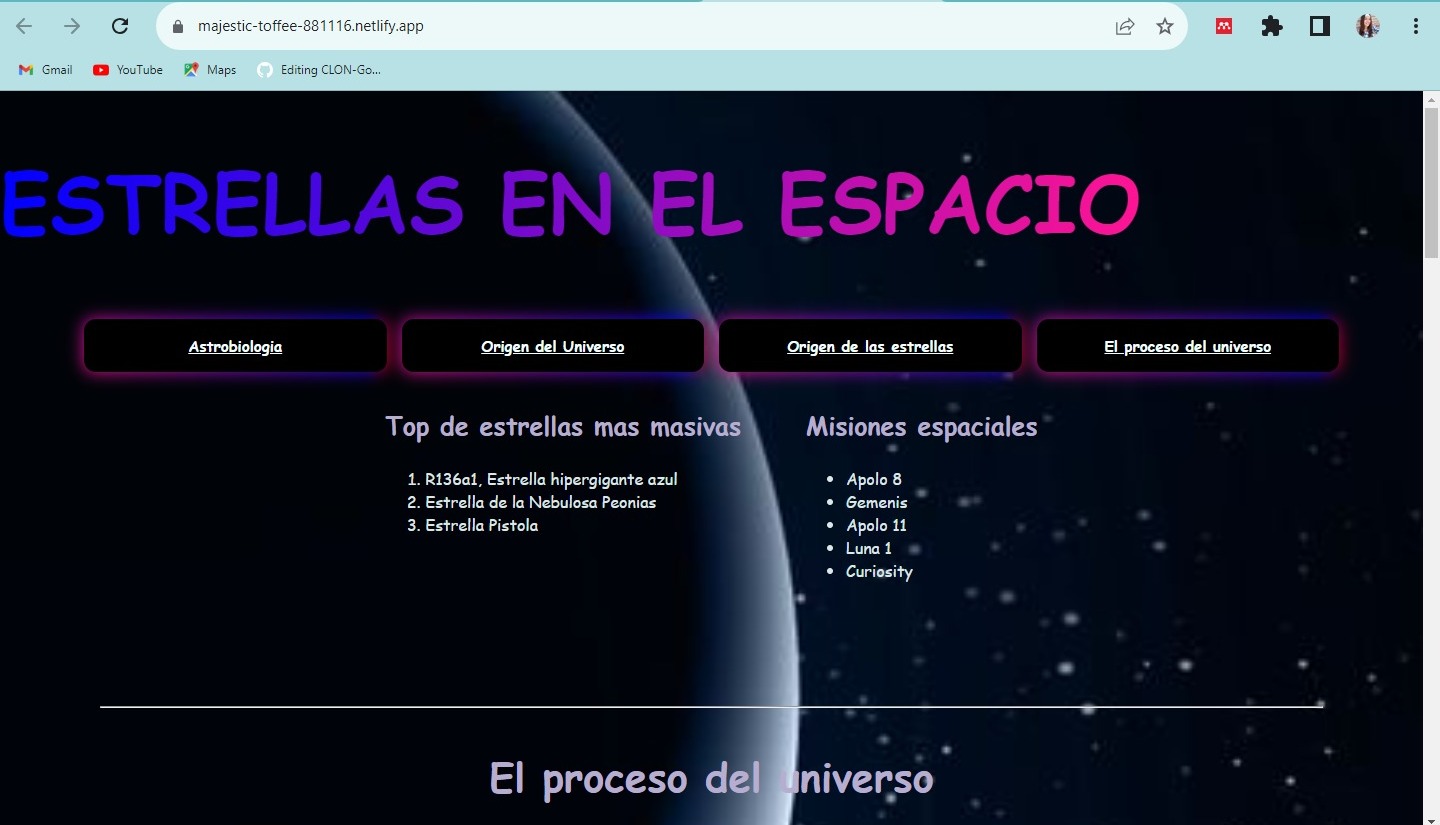 majestic-toffee-881116.netlify.app
Gmail YouTube Maps Editing CLON-Go...
ESTRELLAS EN EL ESPACIO
Astrobiologia Origen del Universo Origen de las estrellas El proceso del universo
Top de estrellas mas masivas
1. R136a1, Estrella hipergigante azul
2. Estrella de la Nebulosa Peonias
3. Estrella Pistola
Misiones espaciales
• Apolo 8
• Gemenis
• Apolo 11
• Luna 1
• Curiosity
El proceso del universo